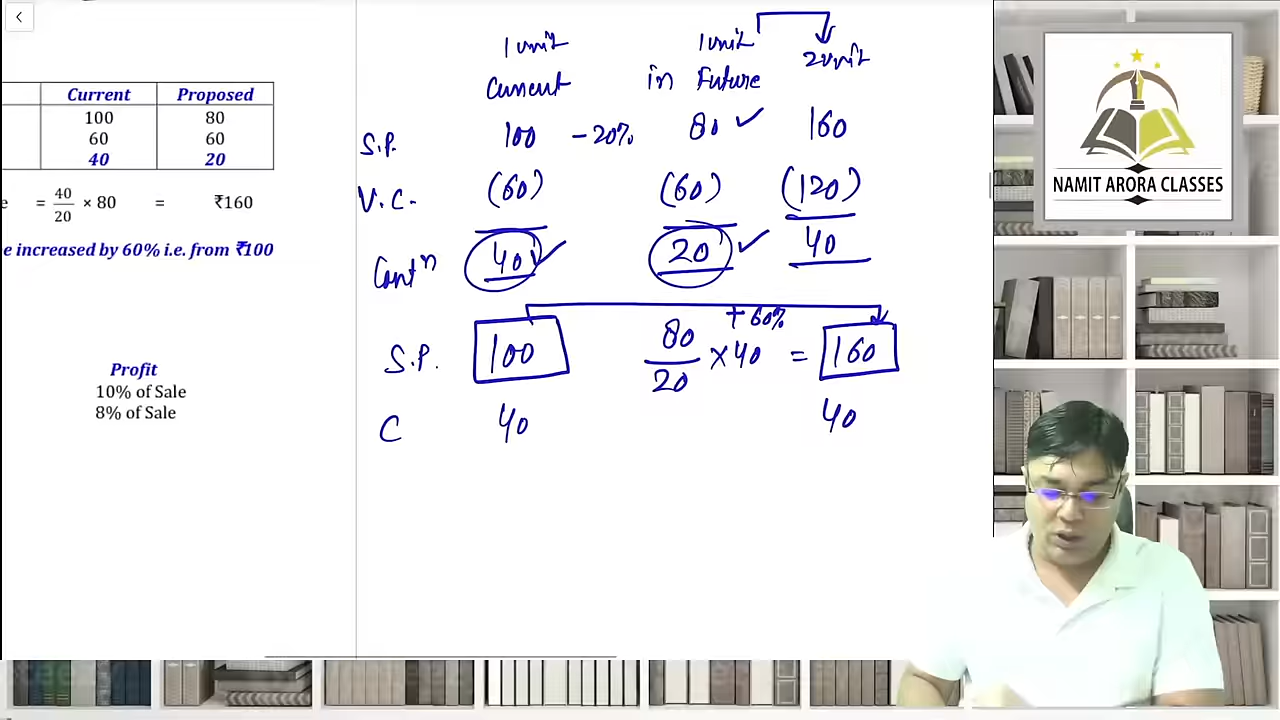 Current Proposed
100 80
60 60
40 20
e = 40/20 × 80 = ₹160
e increased by 60% i.e. from ₹100
Profit
10% of Sale
8% of Sale
1 unit 1 unit 2 unit
Current in Future
S.P. 100 -20% 80 ✓ 160
V.C. (60) (60) (120)
Contⁿ 40 ✓ 20 ✓ 40
+60%
S.P. 100 80/20 × 40 = 160
C 40 40
NAMIT ARORA CLASSES